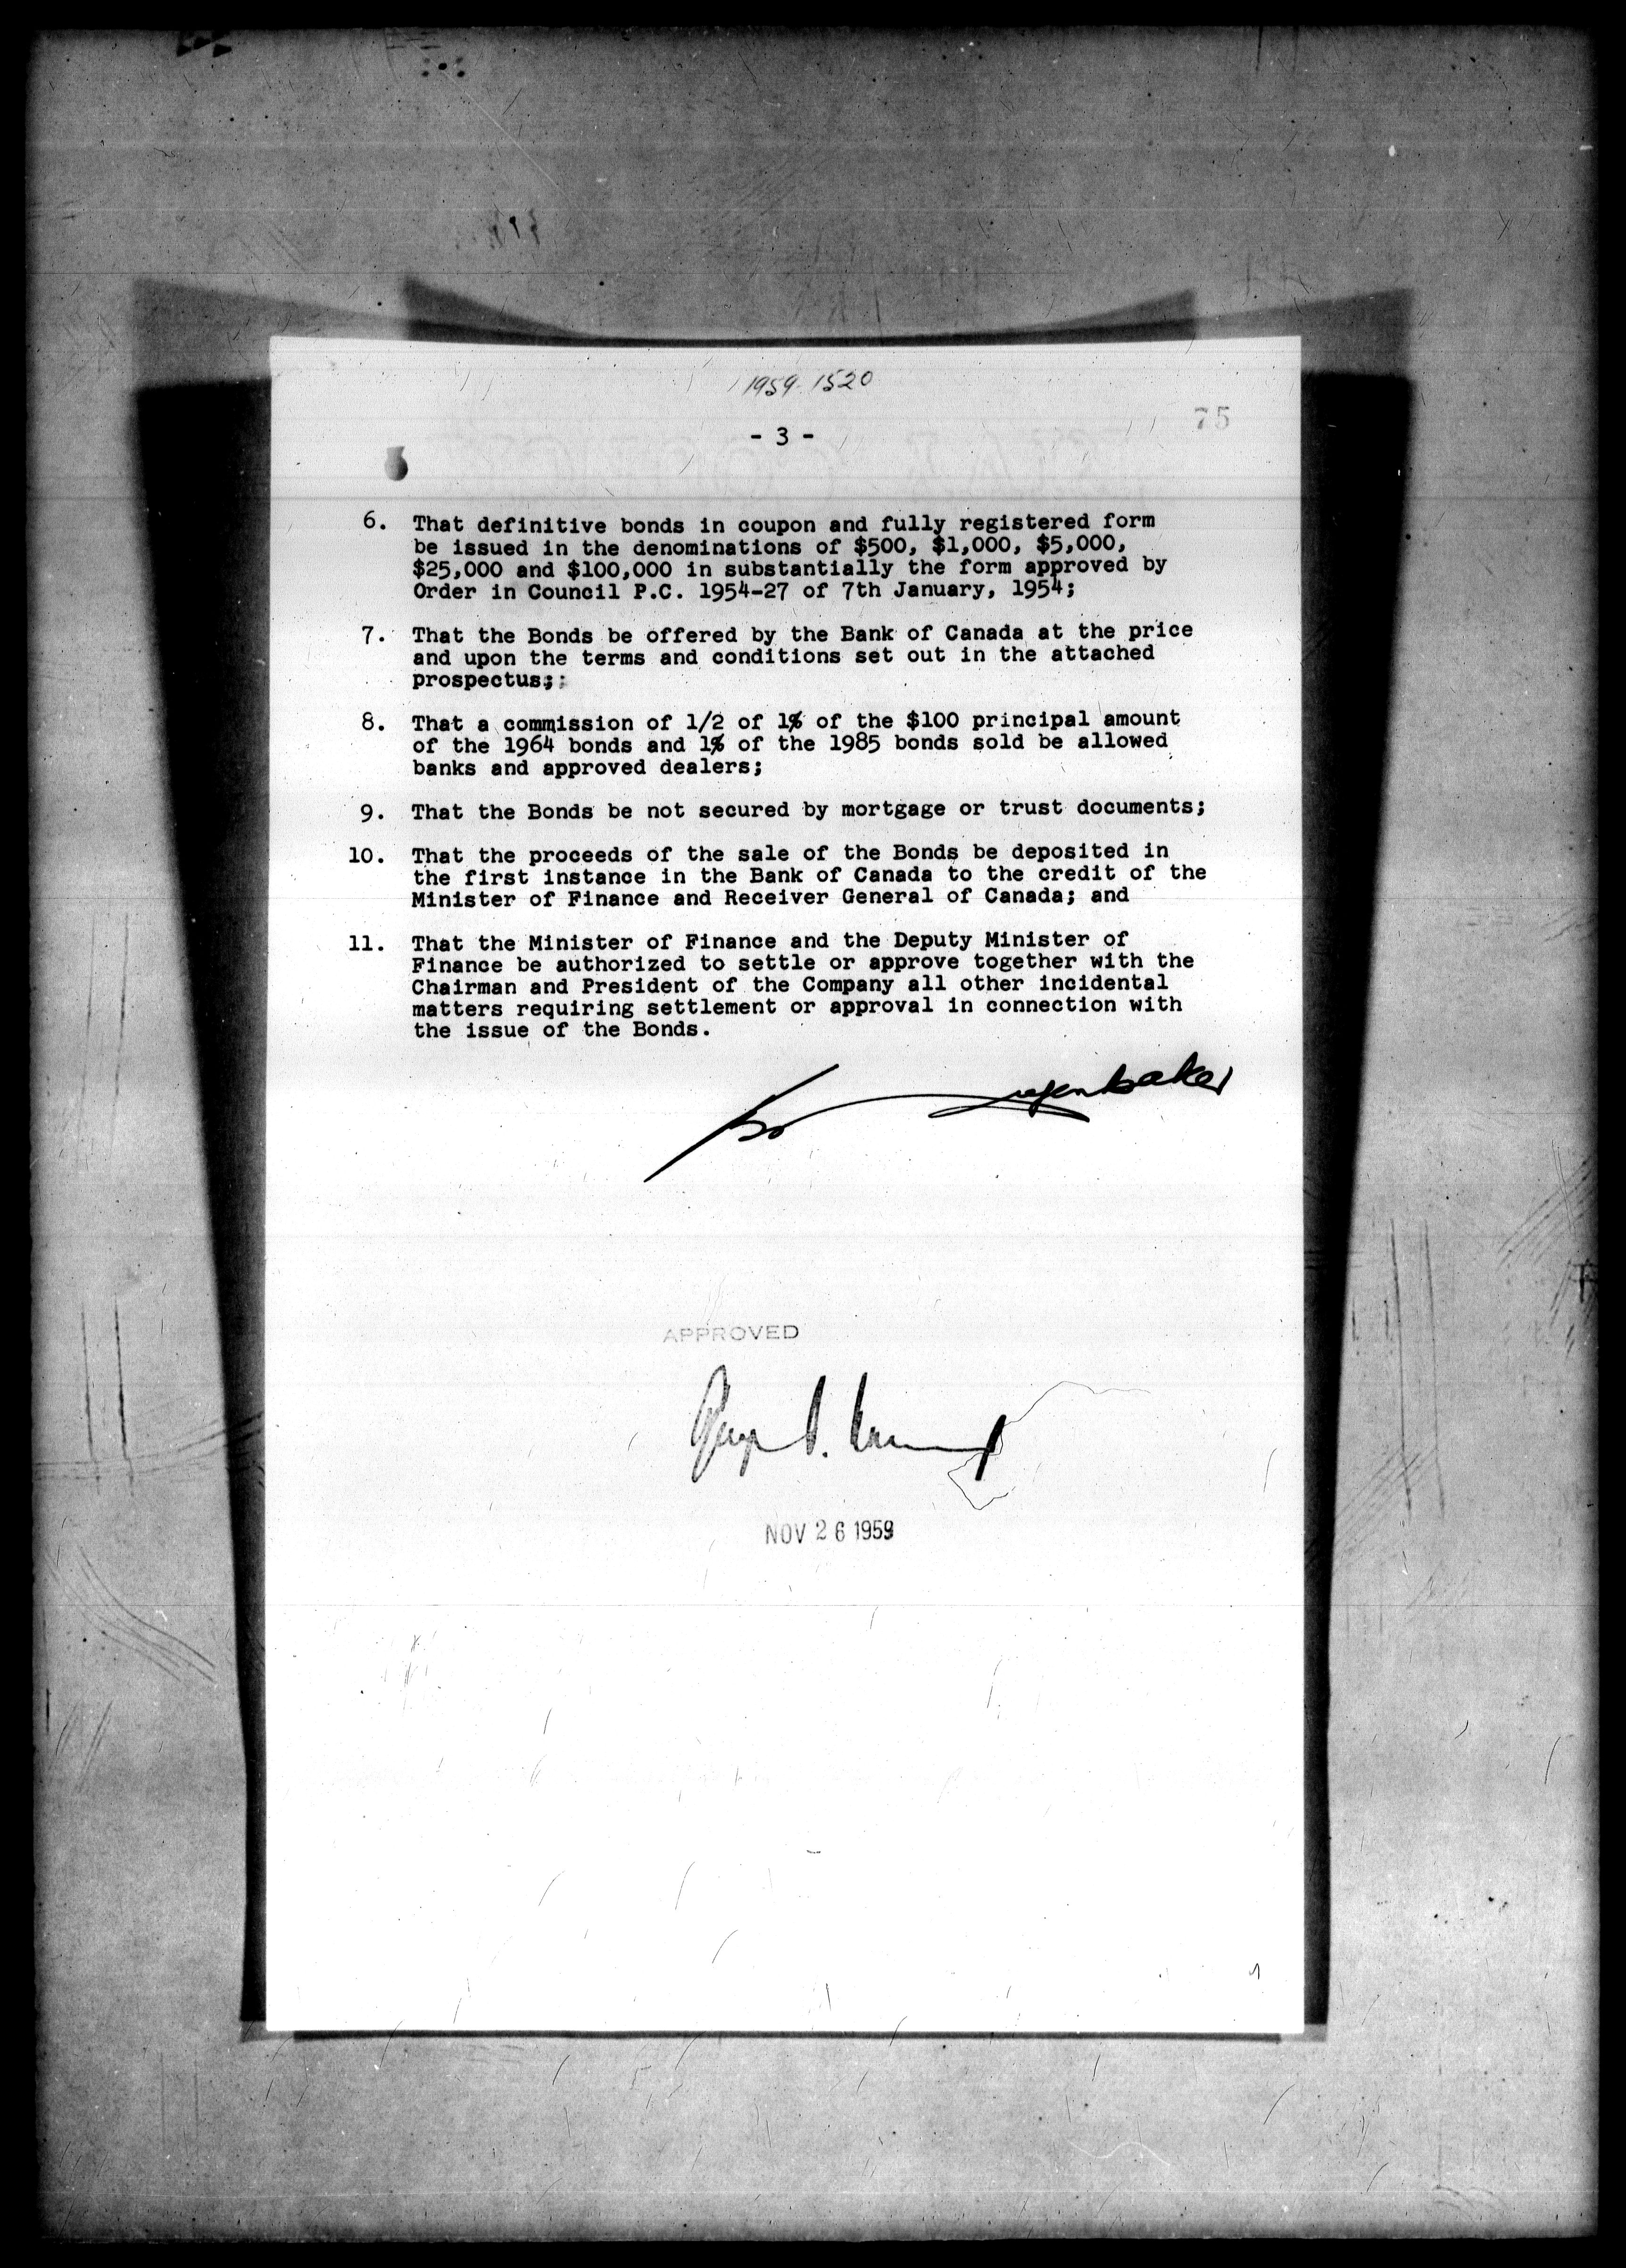 1959-1520
75
- 3 -
6. That definitive bonds in coupon and fully registered form
be issued in the denominations of $500, $1,000, $5,000,
$25,000 and $100,000 in substantially the form approved by
Order in Council P.C. 1954-27 of 7th January, 1954;
7. That the Bonds be offered by the Bank of Canada at the price
and upon the terms and conditions set out in the attached
prospectus;
8. That a commission of 1/2 of 1% of the $100 principal amount
of the 1964 bonds and 1% of the 1985 bonds sold be allowed
banks and approved dealers;
9. That the Bonds be not secured by mortgage or trust documents;
10. That the proceeds of the sale of the Bonds be deposited in
the first instance in the Bank of Canada to the credit of the
Minister of Finance and Receiver General of Canada; and
11. That the Minister of Finance and the Deputy Minister of
Finance be authorized to settle or approve together with the
Chairman and President of the Company all other incidental
matters requiring settlement or approval in connection with
the issue of the Bonds.
APPROVED
NOV 26 1959